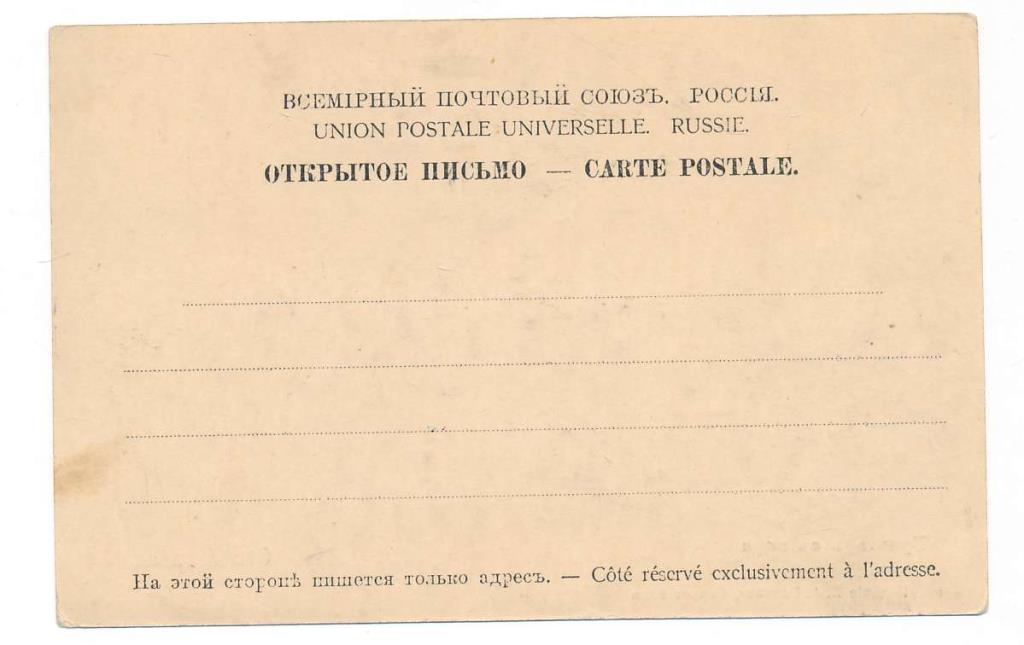 ВСЕМІРНЫЙ ПОЧТОВЫЙ СОЮЗЪ. РОССІЯ.
UNION POSTALE UNIVERSELLE. RUSSIE.
ОТКРЫТОЕ ПИСЬМО — CARTE POSTALE.
На этой сторонѣ пишется только адресъ. — Côté réservé exclusivement à l'adresse.